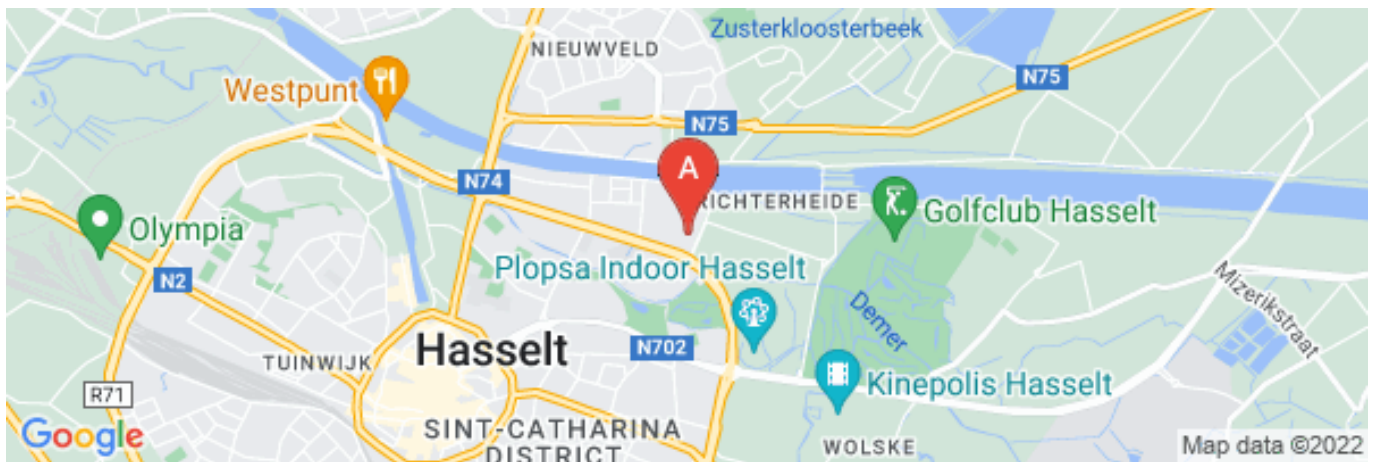 Zusterkloosterbeek
NIEUWVELD
N75
Westpunt
N75
A
N74
RICHTERHEIDE
Golfclub Hasselt
Olympia
Plopsa Indoor Hasselt
N2
Mizerikstraat
Demer
Hasselt
N702
TUINWIJK
Kinepolis Hasselt
R71
SINT-CATHARINA
DISTRICT
WOLSKE
Google
Map data ©2022